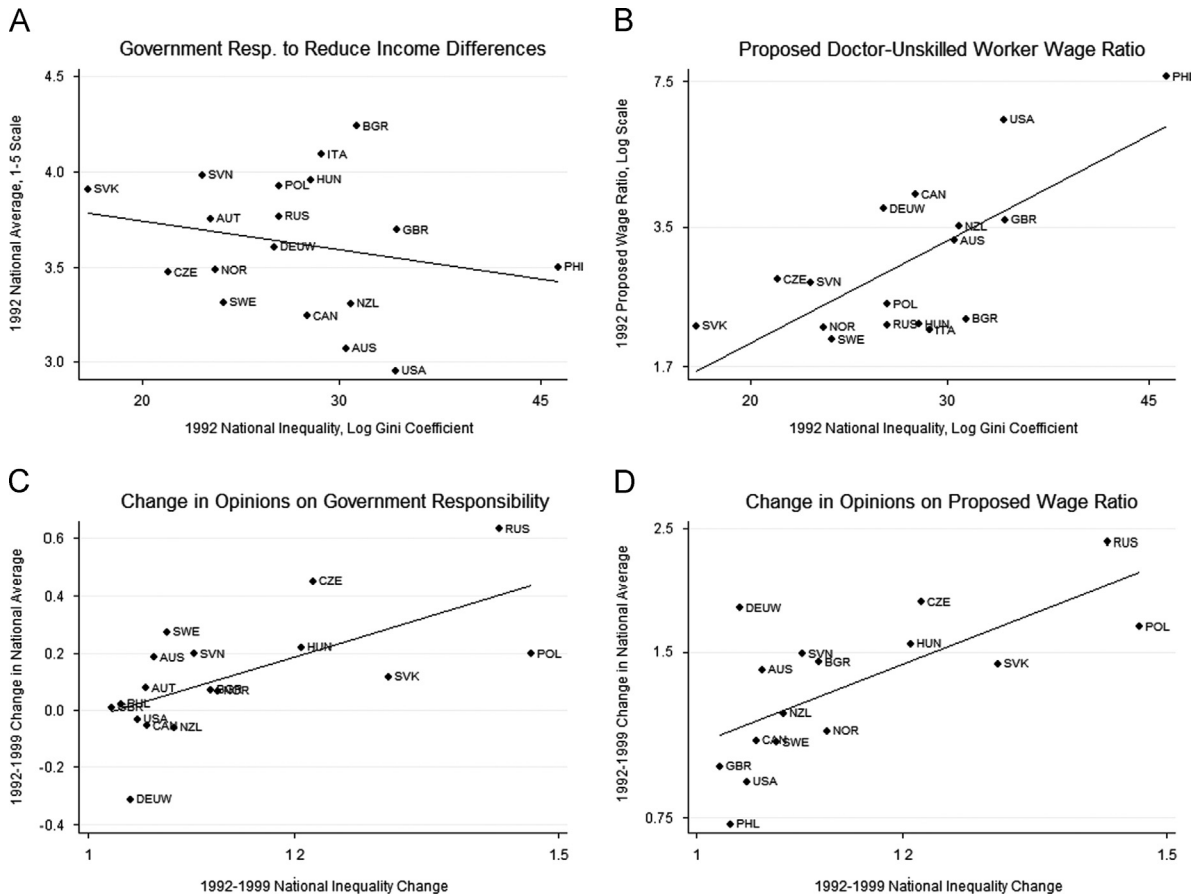 A
Government Resp. to Reduce Income Differences
1992 National Average, 1-5 Scale
4.5
4.0
3.5
3.0
BGR
ITA
SVN
HUN
POL
SVK
AUT
RUS
GBR
DEUW
PHI
CZE
NOR
SWE
NZL
CAN
AUS
USA
20
30
45
1992 National Inequality, Log Gini Coefficient
B
Proposed Doctor-Unskilled Worker Wage Ratio
1992 Proposed Wage Ratio, Log Scale
7.5
3.5
1.7
PHI
USA
CAN
DEUW
GBR
NZL
AUS
CZE
SVN
POL
BGR
SVK
NOR
RUS
HUN
ITA
SWE
20
30
45
1992 National Inequality, Log Gini Coefficient
C
Change in Opinions on Government Responsibility
1992-1999 Change in National Average
0.6
0.4
0.2
0.0
-0.2
-0.4
RUS
CZE
SWE
HUN
AUS
SVN
POL
SVK
AUT
BGR
NOR
PHL
GBR
USA
CAN
NZL
DEUW
1
1.2
1.5
1992-1999 National Inequality Change
D
Change in Opinions on Proposed Wage Ratio
1992-1999 Change in National Average
2.5
1.5
0.75
RUS
CZE
DEUW
POL
HUN
SVN
BGR
SVK
AUS
NZL
NOR
CAN
SWE
GBR
USA
PHL
1
1.2
1.5
1992-1999 National Inequality Change